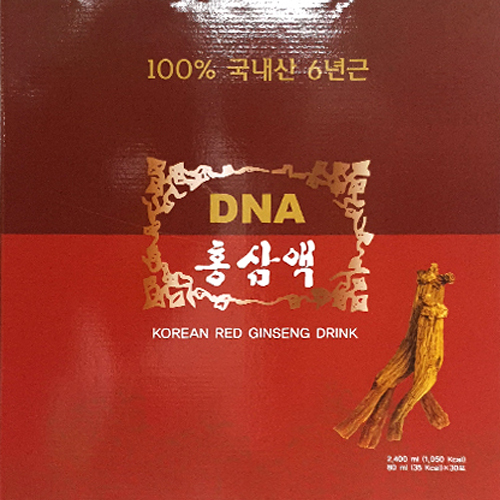 100% 국내산 6년근
DNA
홍삼액
KOREAN RED GINSENG DRINK
2,400 ml (1,050 Kcal)
80 ml (35 Kcal)×30포